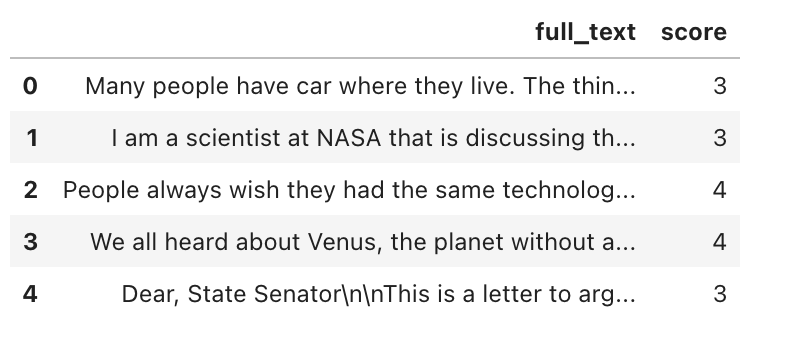 full_text score
0 Many people have car where they live. The thin... 3
1 I am a scientist at NASA that is discussing th... 3
2 People always wish they had the same technolog... 4
3 We all heard about Venus, the planet without a... 4
4 Dear, State Senator\n\nThis is a letter to arg... 3